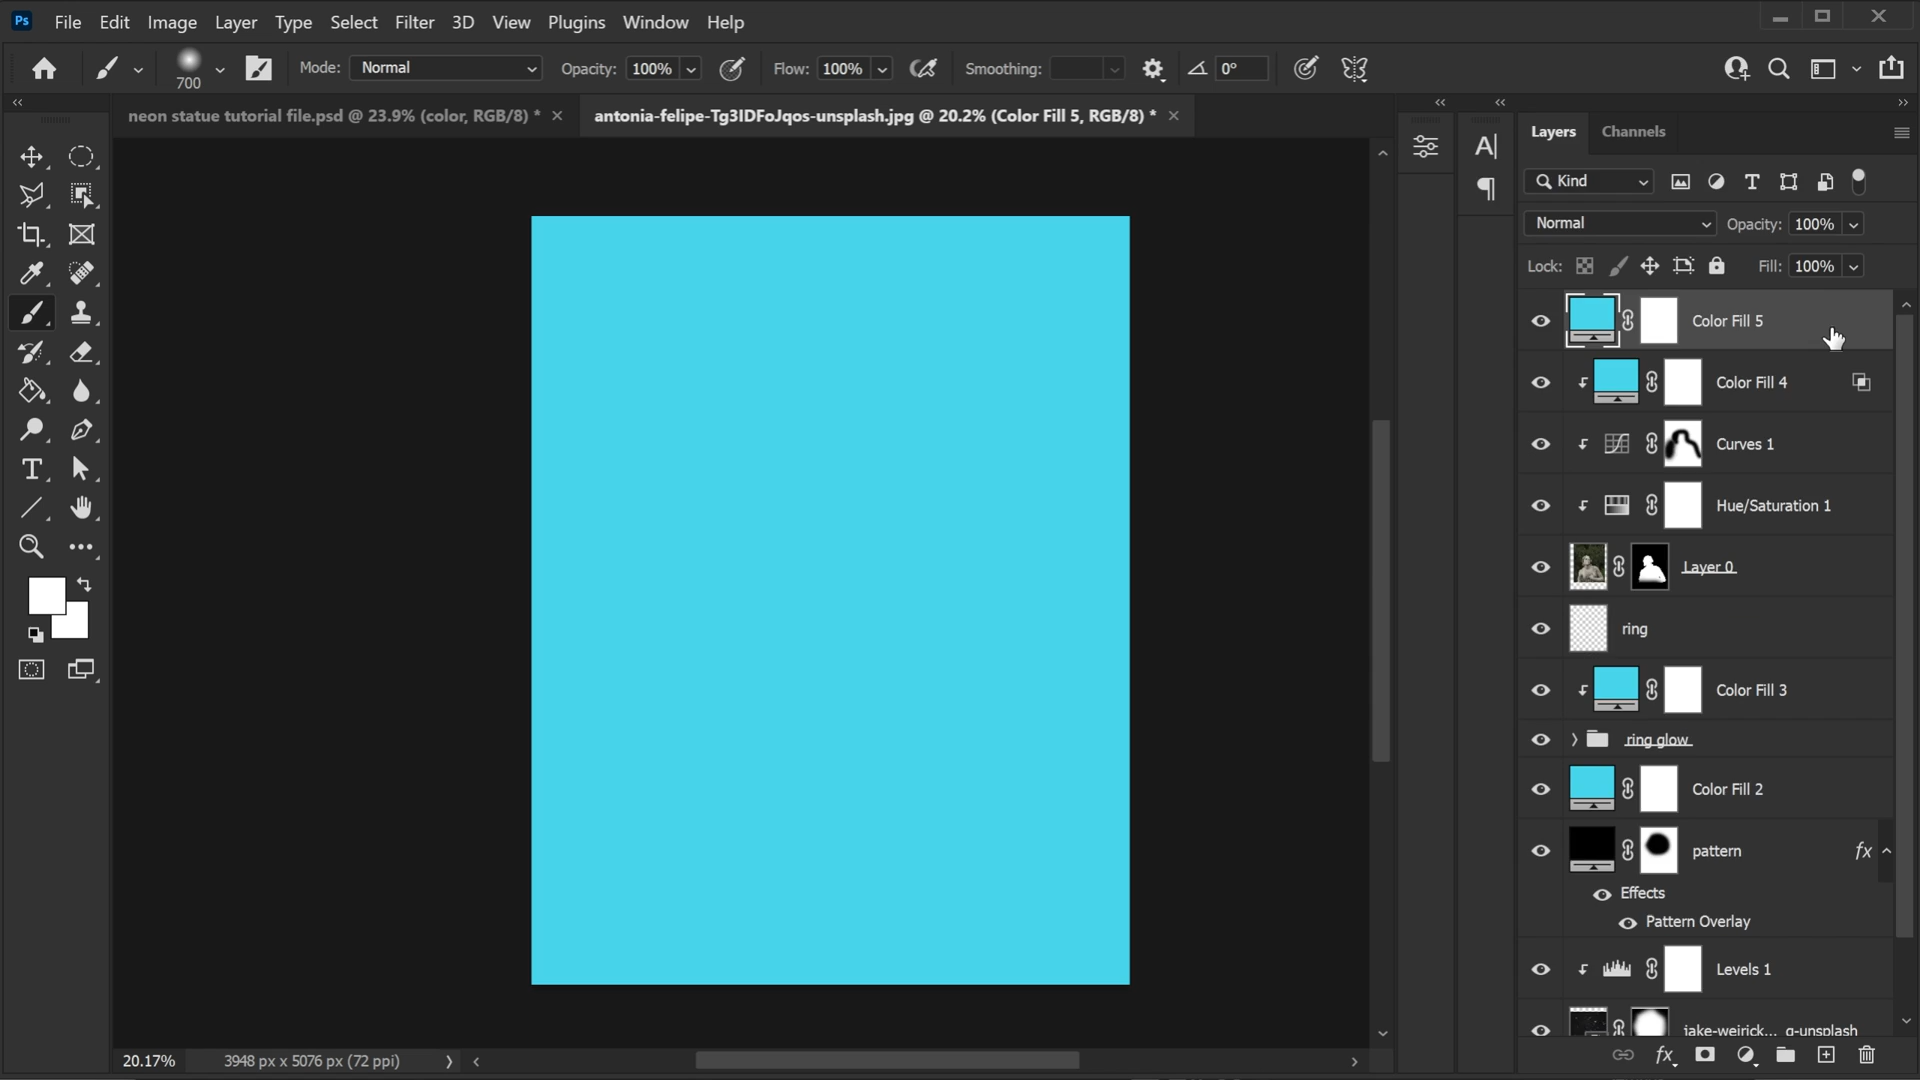 Ps File Edit Image Layer Type Select Filter 3D View Plugins Window Help
700 Mode: Normal Opacity: 100% Flow: 100% Smoothing: 0°
neon statue tutorial file.psd @ 23.9% (color, RGB/8) *
antonia-felipe-Tg3IDFoJqos-unsplash.jpg @ 20.2% (Color Fill 5, RGB/8) *
Layers Channels
Kind
Normal Opacity: 100%
Lock: Fill: 100%
Color Fill 5
Color Fill 4
Curves 1
Hue/Saturation 1
Layer 0
ring
Color Fill 3
ring glow
Color Fill 2
pattern fx
Effects
Pattern Overlay
Levels 1
jake-weirick... g-unsplash
20.17% 3948 px x 5076 px (72 ppi)
fx